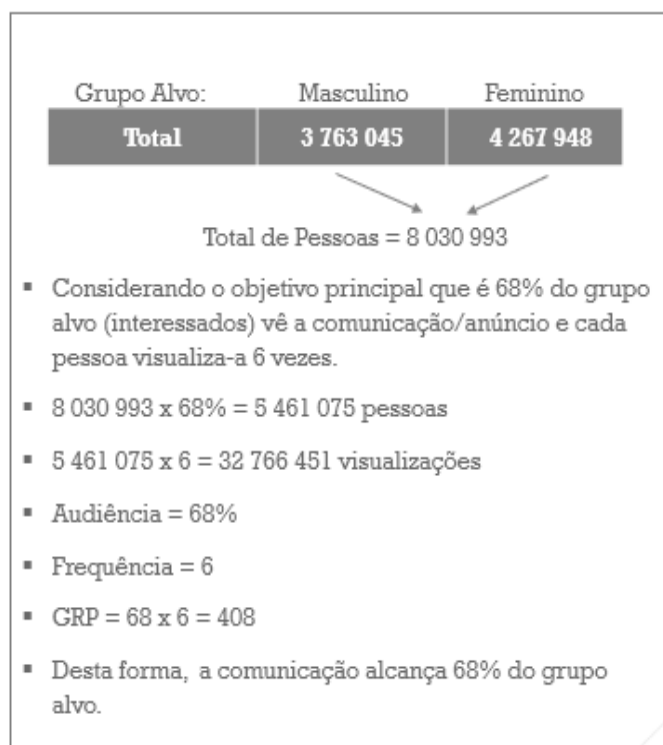 Grupo Alvo: Masculino Feminino
Total 3 763 045 4 267 948
Total de Pessoas = 8 030 993
▪ Considerando o objetivo principal que é 68% do grupo
alvo (interessados) vê a comunicação/anúncio e cada
pessoa visualiza-a 6 vezes.
▪ 8 030 993 x 68% = 5 461 075 pessoas
▪ 5 461 075 x 6 = 32 766 451 visualizações
▪ Audiência = 68%
▪ Frequência = 6
▪ GRP = 68 x 6 = 408
▪ Desta forma, a comunicação alcança 68% do grupo
alvo.